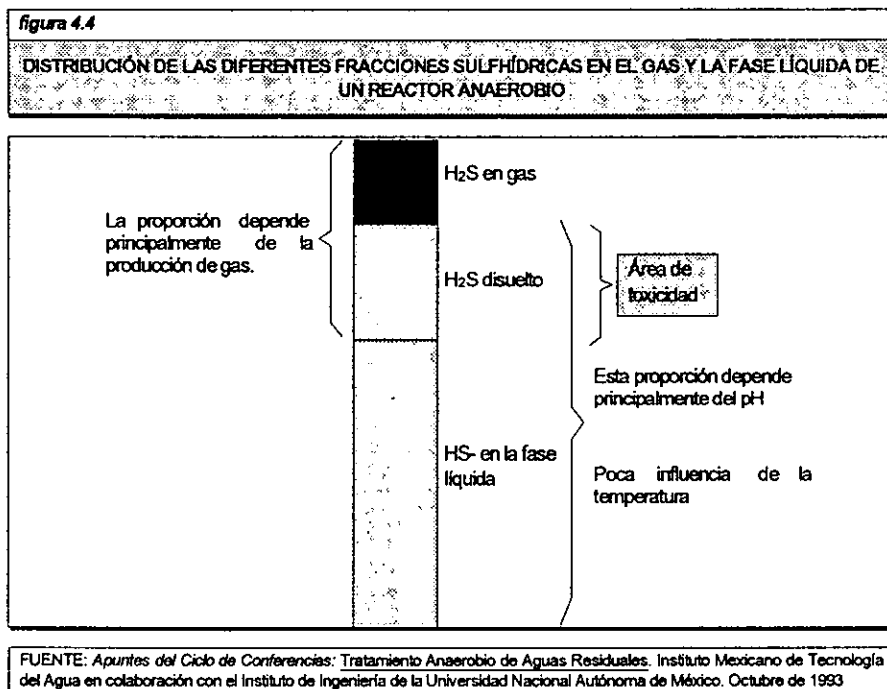 figura 4.4
DISTRIBUCIÓN DE LAS DIFERENTES FRACCIONES SULFHÍDRICAS EN EL GAS Y LA FASE LÍQUIDA DE
UN REACTOR ANAEROBIO
H₂S en gas
La proporción depende
principalmente de la
producción de gas.
H₂S disuelto
Área de
toxicidad
Esta proporción depende
principalmente del pH
HS- en la fase
líquida
Poca influencia de la
temperatura
FUENTE: Apuntes del Ciclo de Conferencias: Tratamiento Anaerobio de Aguas Residuales. Instituto Mexicano de Tecnología
del Agua en colaboración con el Instituto de Ingeniería de la Universidad Nacional Autónoma de México. Octubre de 1993